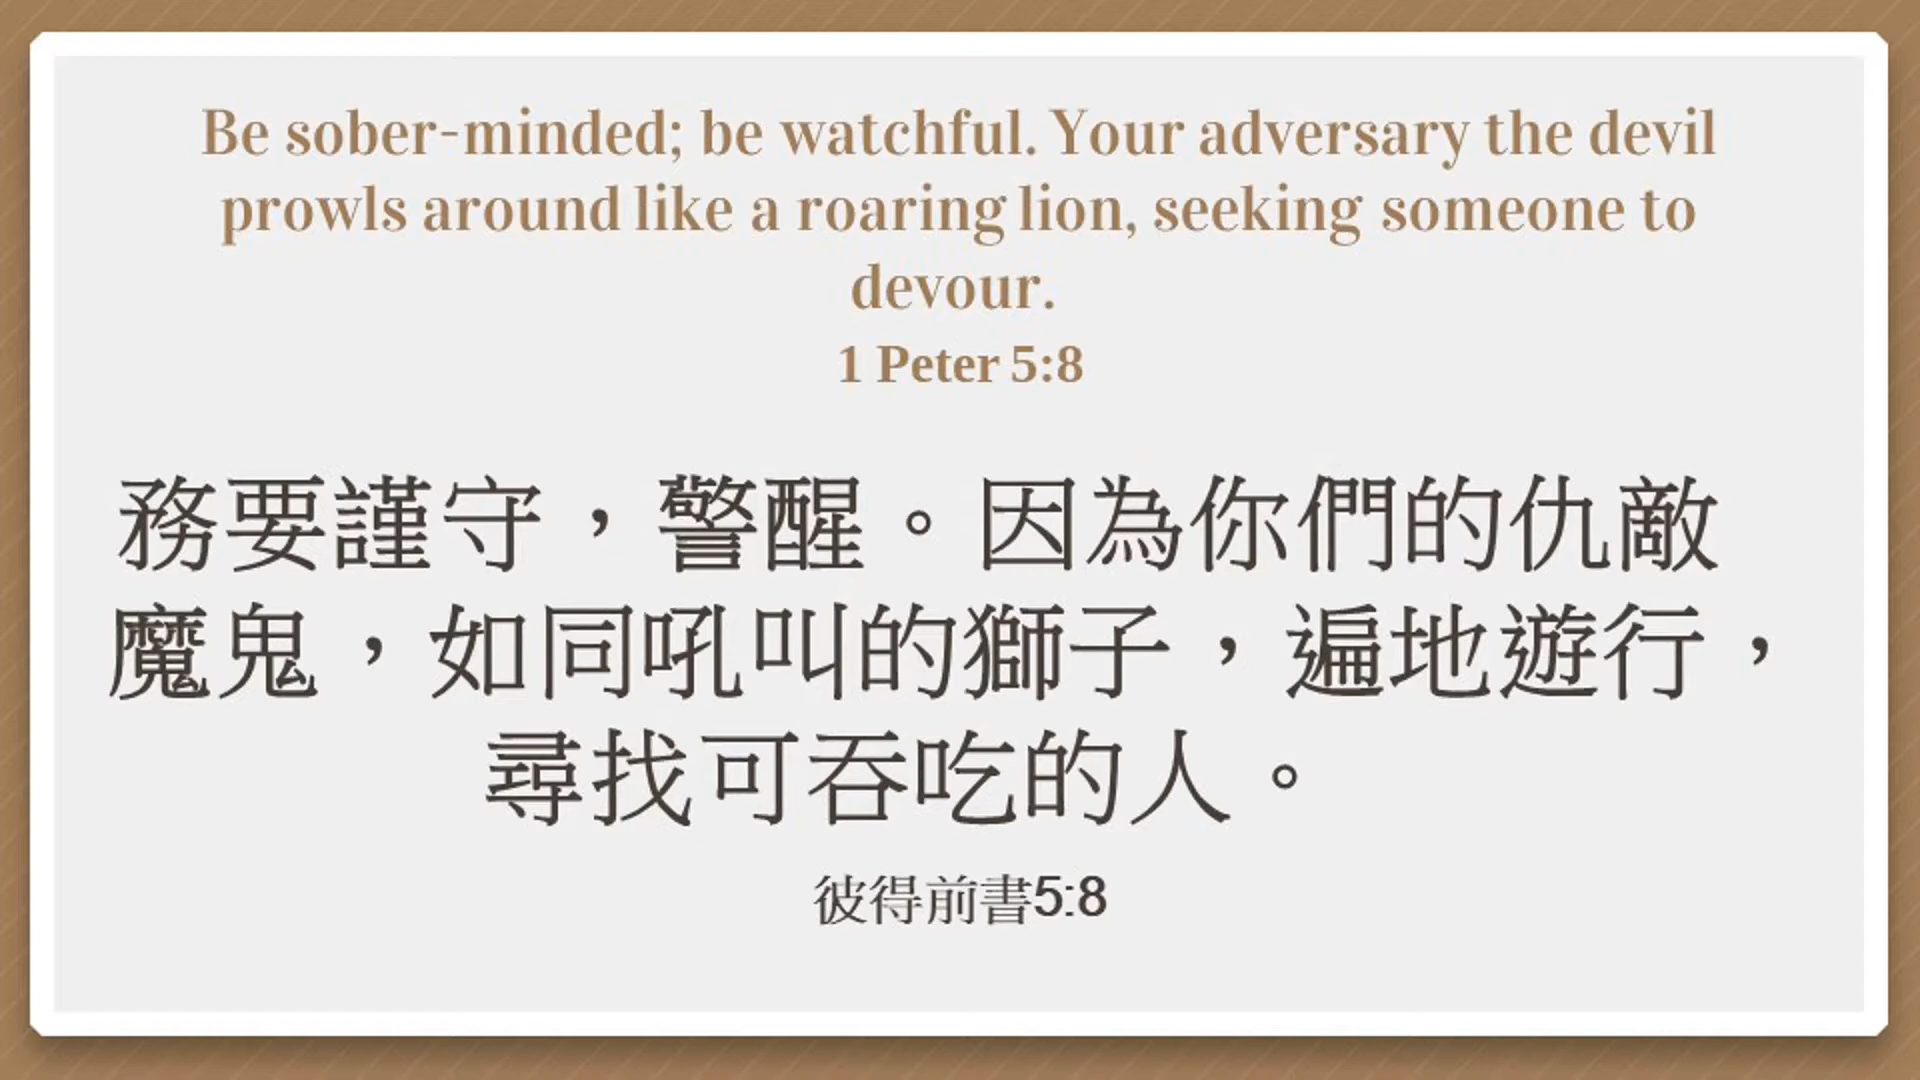 Be sober-minded; be watchful. Your adversary the devil
prowls around like a roaring lion, seeking someone to
devour.
1 Peter 5:8
務要謹守，警醒。因為你們的仇敵
魔鬼，如同吼叫的獅子，遍地遊行，
尋找可吞吃的人。
彼得前書5:8